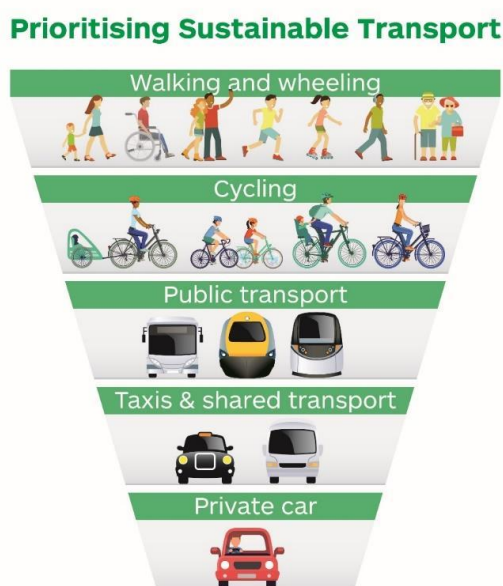 Prioritising Sustainable Transport
Walking and wheeling
Cycling
Public transport
Taxis & shared transport
Private car